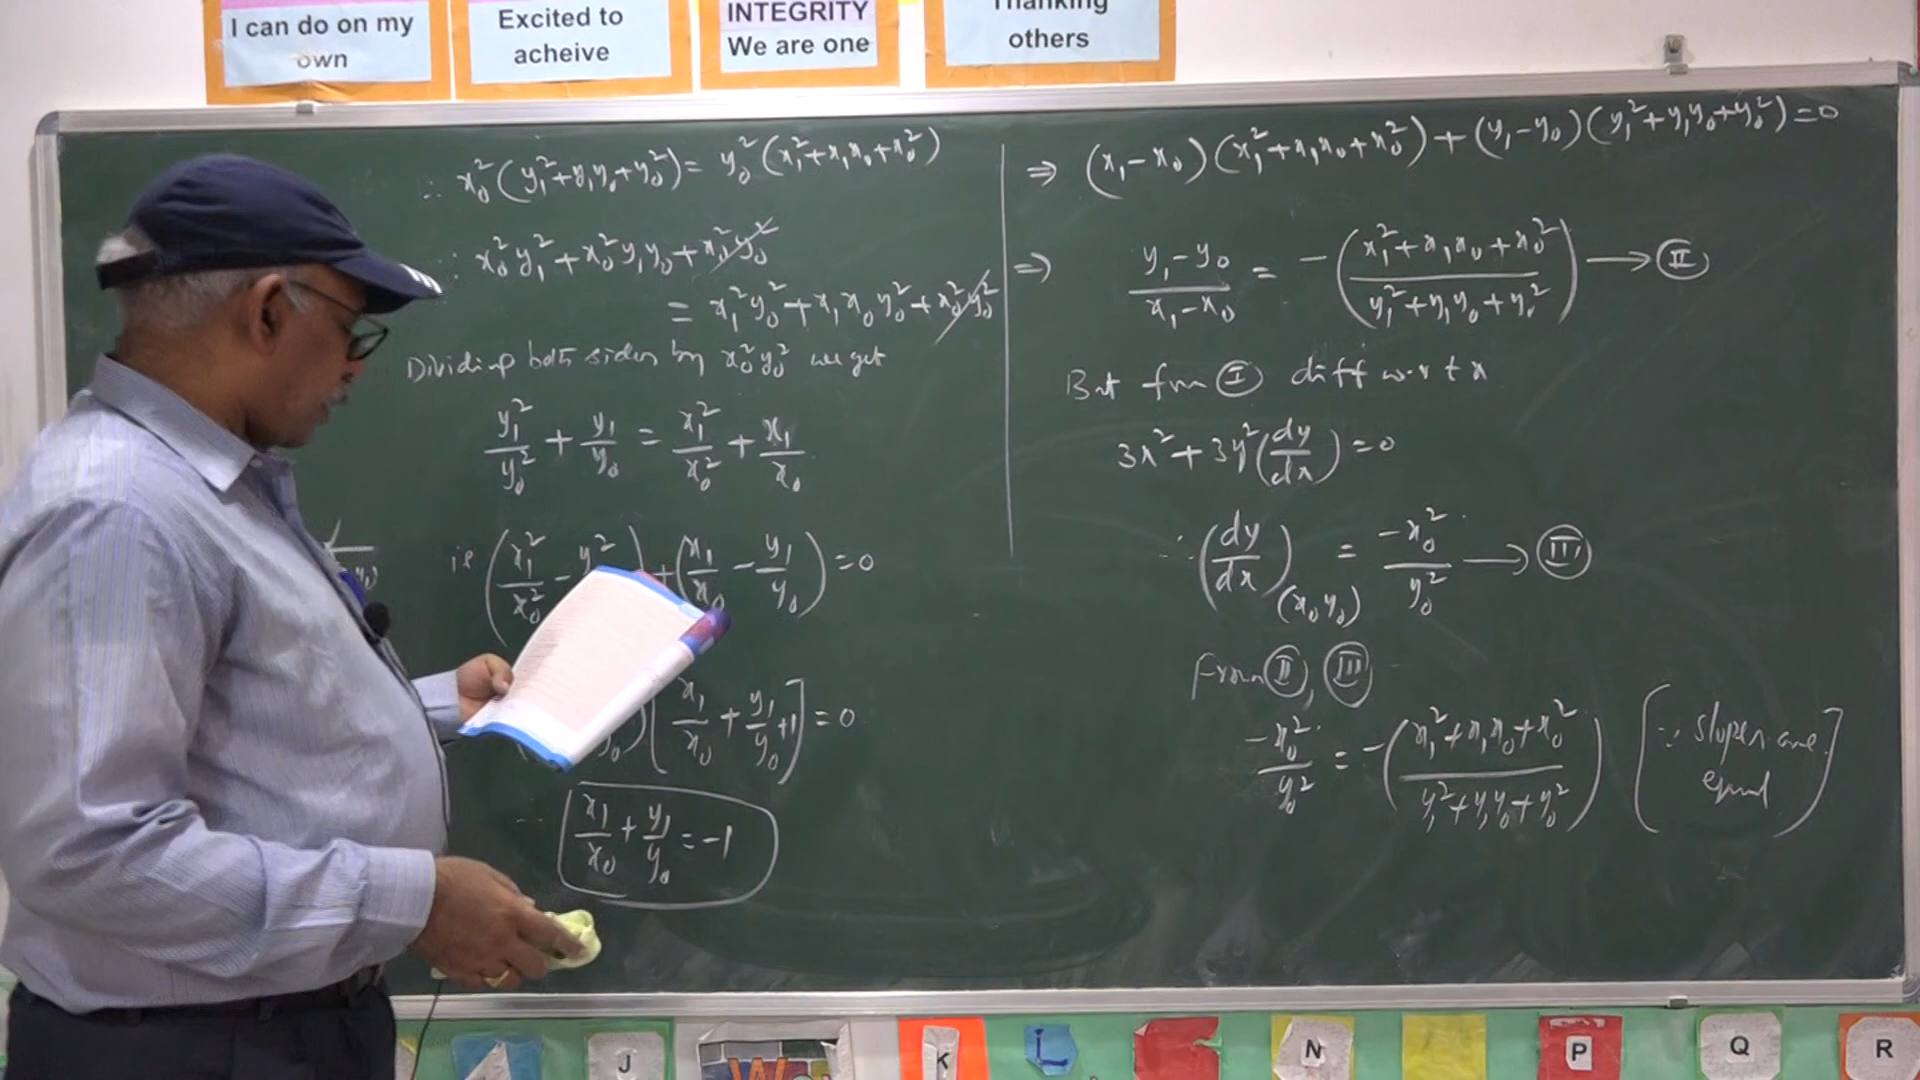 I can do on my
own
Excited to
acheive
INTEGRITY
We are one
Thanking
others
∴ x₀²(y₁²+y₁y₀+y₀²) = y₀²(x₁²+x₁x₀+x₀²)
∴ x₀²y₁²+x₀²y₁y₀+x₀²y₀²
= x₁²y₀²+x₁x₀y₀²+x₀²y₀²
Dividing both sides by x₀²y₀² we get
y₁²/y₀² + y₁/y₀ = x₁²/x₀² + x₁/x₀
ie (x₁²/x₀² - y₁²) + (x₁/x₀ - y₁/y₀) = 0
y₀) [x₁/x₀ + y₁/y₀ +1] = 0
x₁/x₀ + y₁/y₀ = -1
⇒ (x₁-x₀)(x₁²+x₁x₀+x₀²)+(y₁-y₀)(y₁²+y₁y₀+y₀²)=0
⇒ (y₁-y₀)/(x₁-x₀) = -((x₁²+x₁x₀+x₀²)/(y₁²+y₁y₀+y₀²)) → II
But from I diff w.r t x
3x²+3y²(dy/dx)=0
∴ (dy/dx)(x₀ y₀) = -x₀²/y₀² → III
From II, III
-x₀²/y₀² = -((x₁²+x₁x₀+x₀²)/(y₁²+y₁y₀+y₀²)) [∵ slopes are
equal]
J
K
L
N
P
Q
R